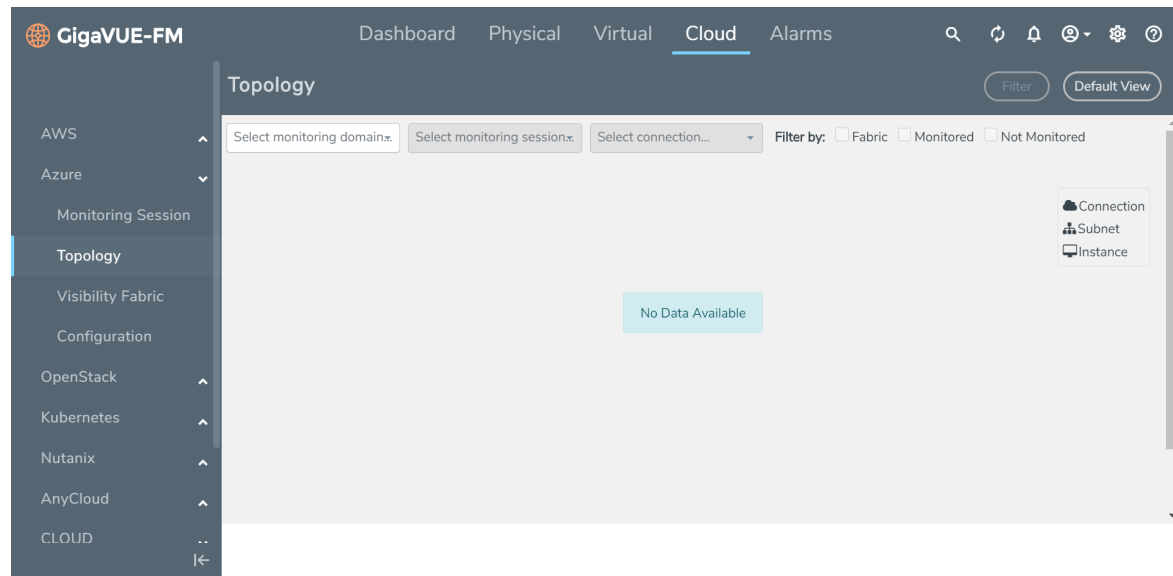 GigaVUE-FM
Dashboard Physical Virtual Cloud Alarms
Topology
Filter
Default View
AWS
Azure
Monitoring Session
Topology
Visibility Fabric
Configuration
OpenStack
Kubernetes
Nutanix
AnyCloud
CLOUD
Select monitoring domain...
Select monitoring session...
Select connection...
Filter by: Fabric Monitored Not Monitored
Connection
Subnet
Instance
No Data Available